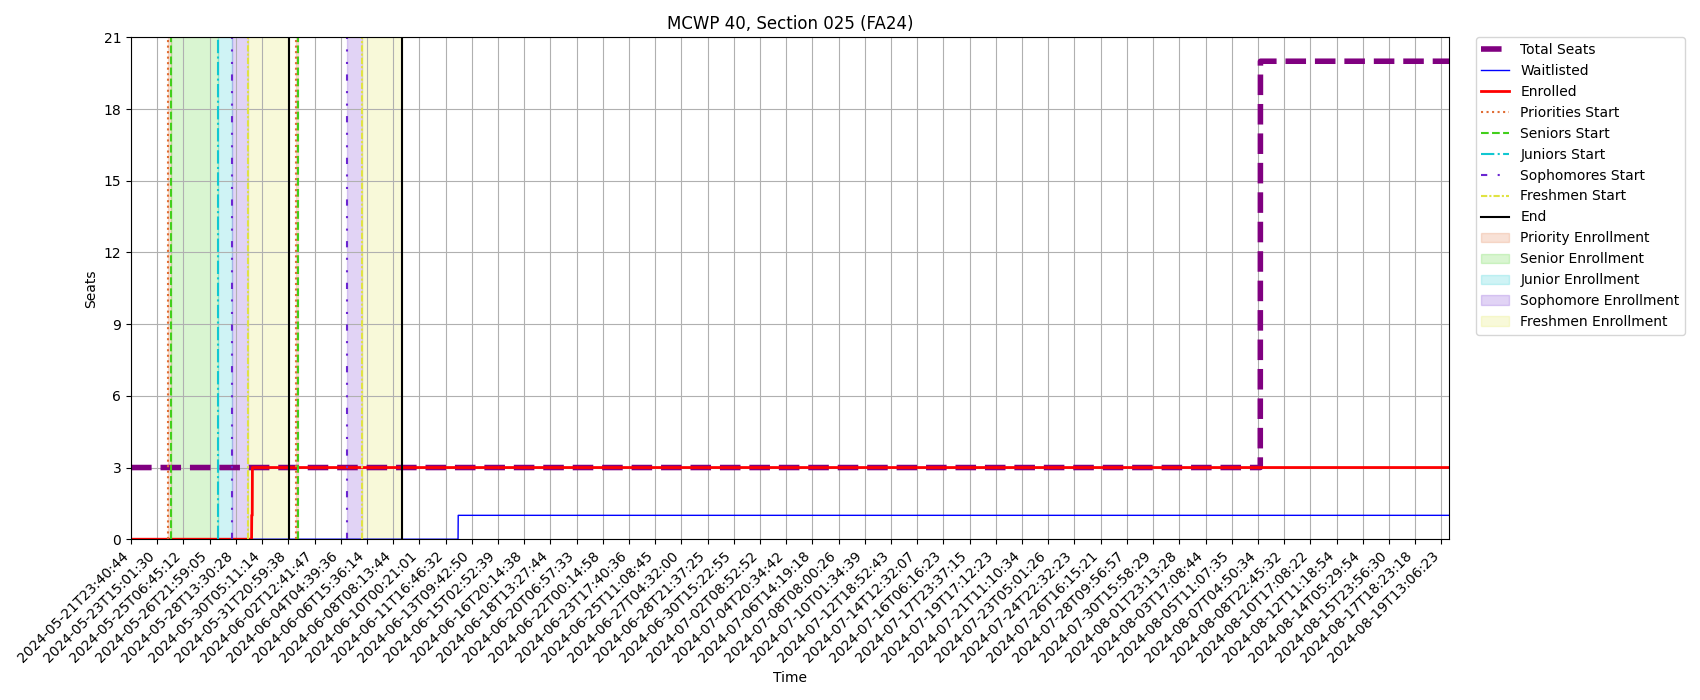 MCWP 40, Section 025 (FA24)
21
18
15
12
9
6
3
0
Seats
2024-05-21T23:40:44
2024-05-23T15:01:30
2024-05-25T06:45:12
2024-05-26T21:59:05
2024-05-28T13:30:28
2024-05-30T05:11:14
2024-05-31T20:59:38
2024-06-02T12:41:47
2024-06-04T04:39:36
2024-06-06T15:36:14
2024-06-08T08:13:44
2024-06-10T00:21:01
2024-06-11T16:46:32
2024-06-13T09:42:50
2024-06-15T02:52:39
2024-06-16T20:14:38
2024-06-18T13:27:44
2024-06-20T06:57:33
2024-06-22T00:14:58
2024-06-23T17:40:36
2024-06-25T11:08:45
2024-06-27T04:32:00
2024-06-28T21:37:25
2024-06-30T15:22:55
2024-07-02T08:52:52
2024-07-04T20:34:42
2024-07-06T14:19:18
2024-07-08T08:00:26
2024-07-10T01:34:39
2024-07-12T18:52:43
2024-07-14T12:32:07
2024-07-16T06:16:23
2024-07-17T23:37:15
2024-07-19T17:12:23
2024-07-21T11:10:34
2024-07-23T05:01:26
2024-07-24T22:32:23
2024-07-26T16:15:21
2024-07-28T09:56:57
2024-07-30T15:58:29
2024-08-01T23:13:28
2024-08-03T17:08:44
2024-08-05T11:07:35
2024-08-07T04:50:34
2024-08-08T22:45:32
2024-08-10T17:08:22
2024-08-12T11:18:54
2024-08-14T05:29:54
2024-08-15T23:56:30
2024-08-17T18:23:18
2024-08-19T13:06:23
Time
Total Seats
Waitlisted
Enrolled
Priorities Start
Seniors Start
Juniors Start
Sophomores Start
Freshmen Start
End
Priority Enrollment
Senior Enrollment
Junior Enrollment
Sophomore Enrollment
Freshmen Enrollment